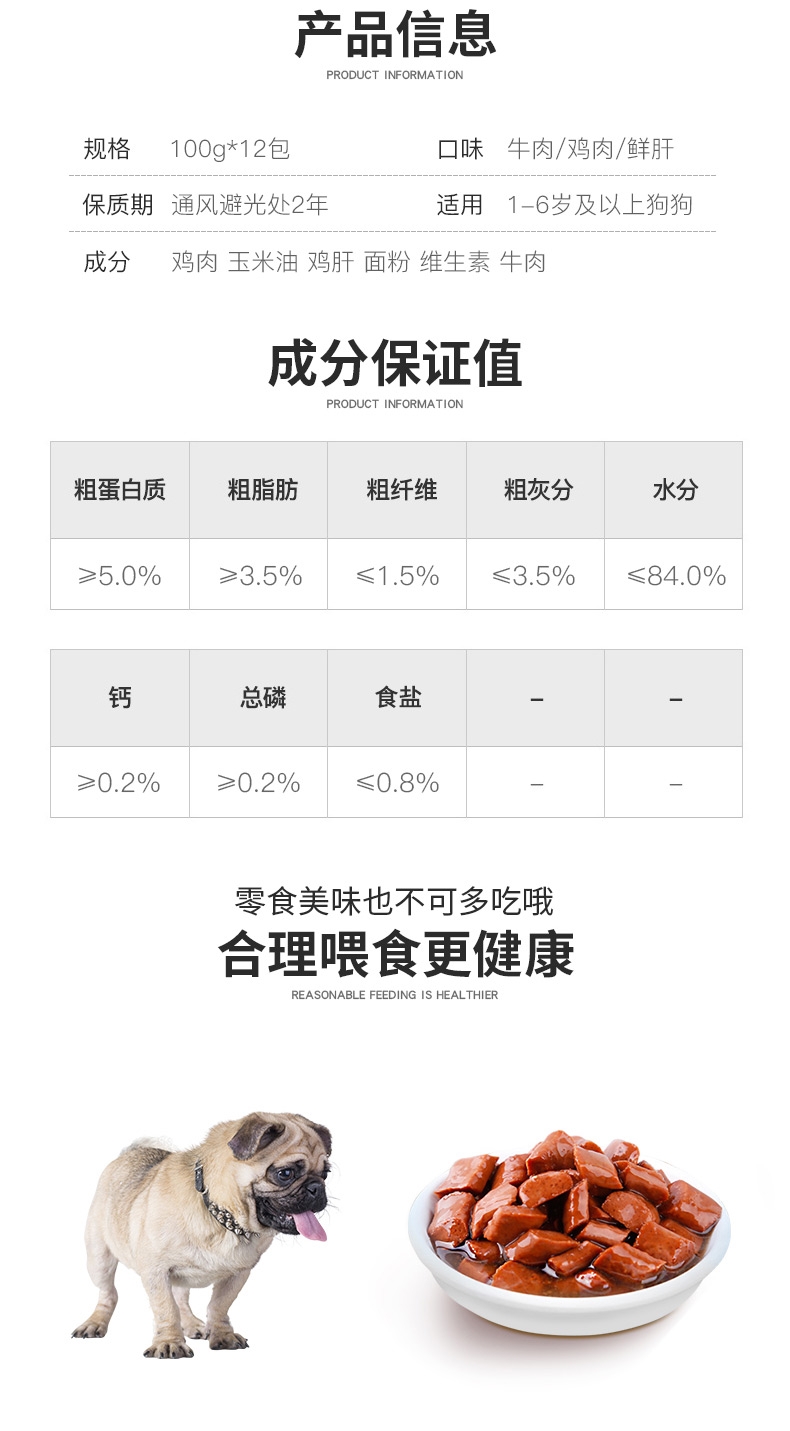 产品信息
PRODUCT INFORMATION
规格 100g*12包 口味 牛肉/鸡肉/鲜肝
保质期 通风避光处2年 适用 1-6岁及以上狗狗
成分 鸡肉 玉米油 鸡肝 面粉 维生素 牛肉
成分保证值
PRODUCT INFORMATION
粗蛋白质 粗脂肪 粗纤维 粗灰分 水分
⩾5.0% ⩾3.5% ⩽1.5% ⩽3.5% ⩽84.0%
钙 总磷 食盐 – –
⩾0.2% ⩾0.2% ⩽0.8% – –
零食美味也不可多吃哦
合理喂食更健康
REASONABLE FEEDING IS HEALTHIER